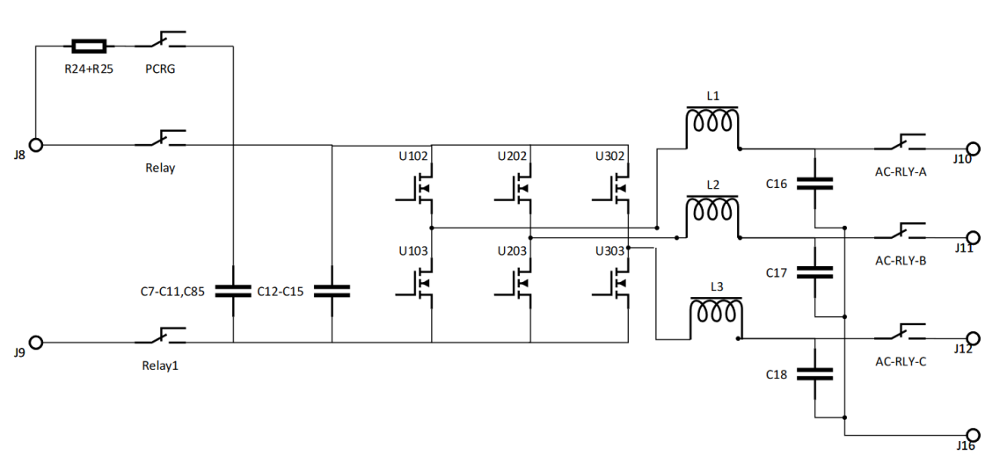 R24+R25
PCRG
J8
Relay
C7-C11,C85
C12-C15
J9
Relay1
U102
U202
U302
U103
U203
U303
L1
L2
L3
C16
C17
C18
AC-RLY-A
J10
AC-RLY-B
J11
AC-RLY-C
J12
J16